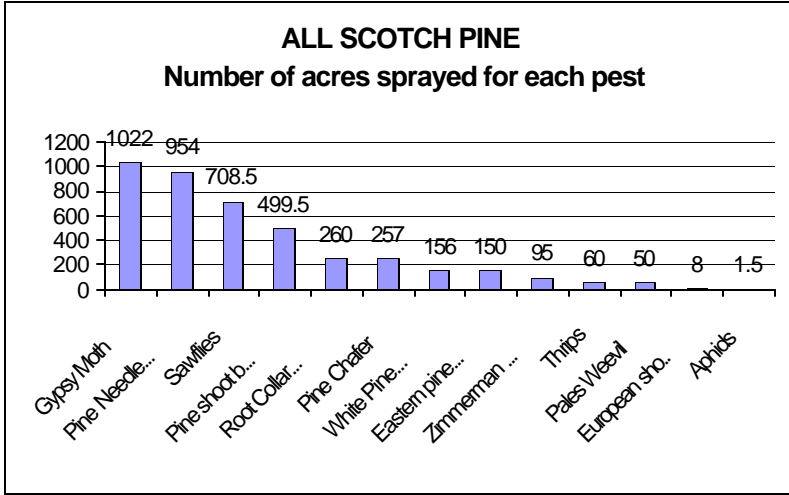 ALL SCOTCH PINE
Number of acres sprayed for each pest
1200
1000
800
600
400
200
0
1022
954
708.5
499.5
260
257
156
150
95
60
50
8
1.5
Gypsy Moth
Pine Needle...
Sawflies
Pine shoot b...
Root Collar...
Pine Chafer
White Pine...
Eastern pine...
Zimmerman ...
Thrips
Pales Weevil
European sho..
Aphids